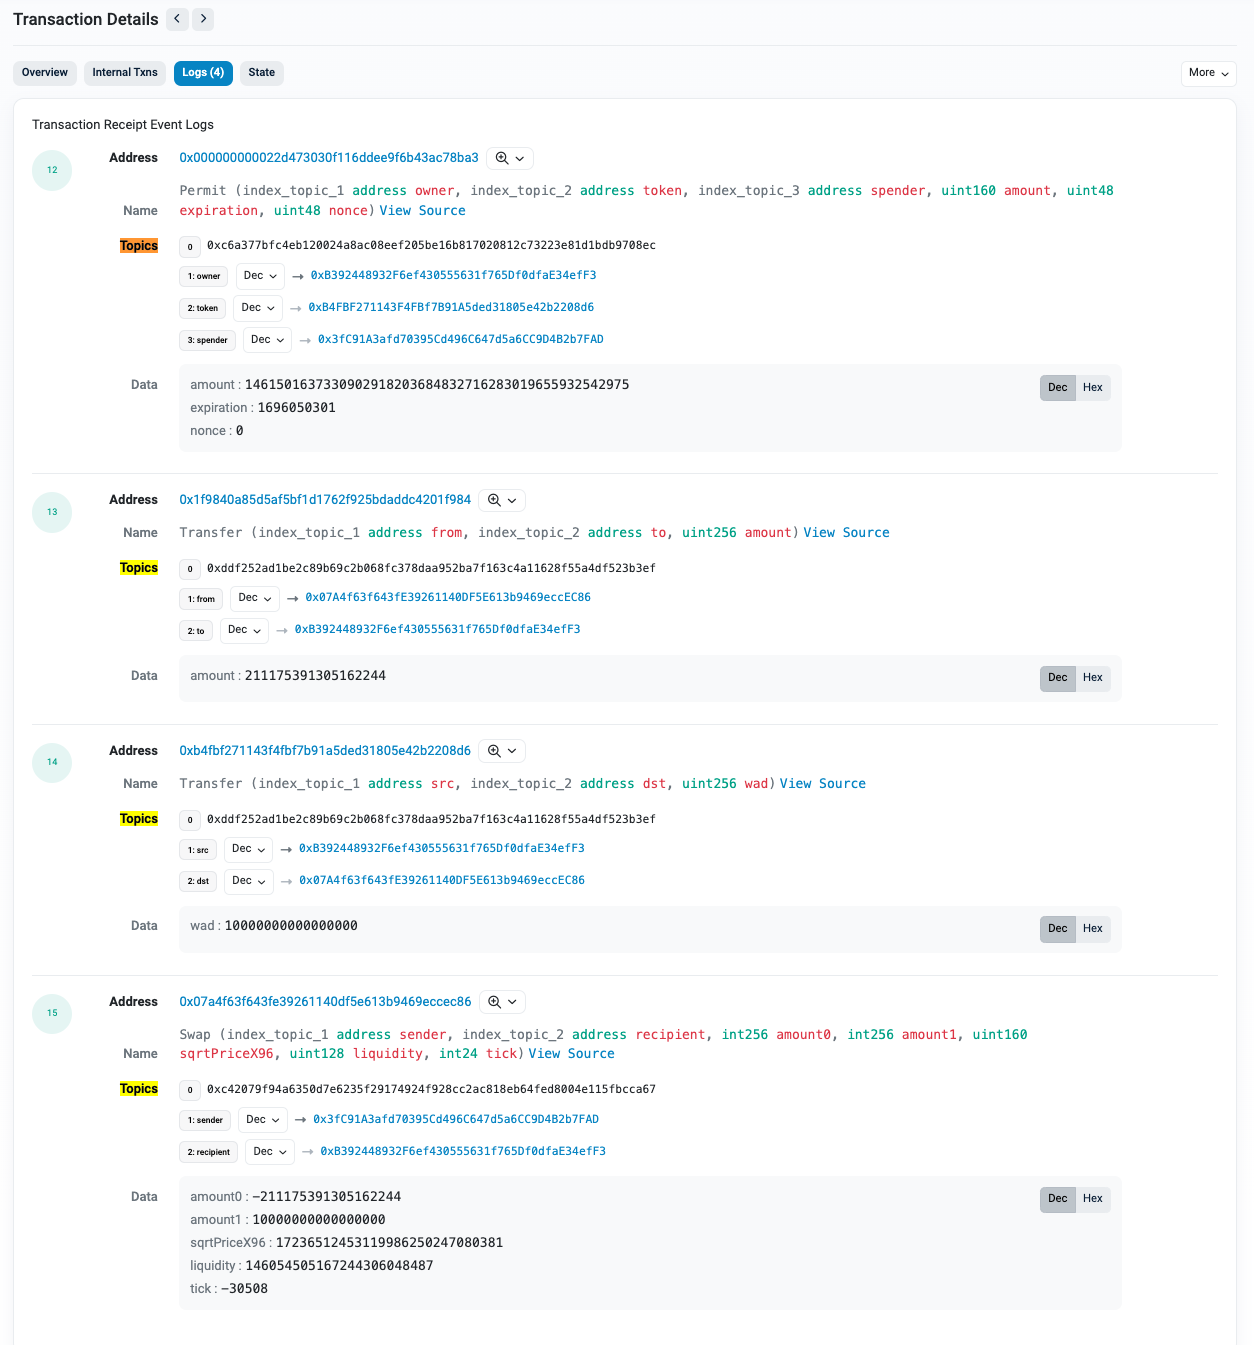 Transaction Details
Overview Internal Txns Logs (4) State More
Transaction Receipt Event Logs
12
Address 0x000000000022d473030f116ddee9f6b43ac78ba3
Permit (index_topic_1 address owner, index_topic_2 address token, index_topic_3 address spender, uint160 amount, uint48
Name expiration, uint48 nonce) View Source
Topics 0 0xc6a377bfc4eb120024a8ac08eef205be16b817020812c73223e81d1bdb9708ec
1: owner Dec → 0xB392448932F6ef430555631f765Df0dfaE34efF3
2: token Dec → 0xB4FBF271143F4FBf7B91A5ded31805e42b2208d6
3: spender Dec → 0x3fC91A3afd70395Cd496C647d5a6CC9D4B2b7FAD
Data amount : 1461501637330902918203684832716283019655932542975 Dec Hex
expiration : 1696050301
nonce : 0
13
Address 0x1f9840a85d5af5bf1d1762f925bdaddc4201f984
Name Transfer (index_topic_1 address from, index_topic_2 address to, uint256 amount) View Source
Topics 0 0xddf252ad1be2c89b69c2b068fc378daa952ba7f163c4a11628f55a4df523b3ef
1: from Dec → 0x07A4f63f643fE39261140DF5E613b9469eccEC86
2: to Dec → 0xB392448932F6ef430555631f765Df0dfaE34efF3
Data amount : 211175391305162244 Dec Hex
14
Address 0xb4fbf271143f4fbf7b91a5ded31805e42b2208d6
Name Transfer (index_topic_1 address src, index_topic_2 address dst, uint256 wad) View Source
Topics 0 0xddf252ad1be2c89b69c2b068fc378daa952ba7f163c4a11628f55a4df523b3ef
1: src Dec → 0xB392448932F6ef430555631f765Df0dfaE34efF3
2: dst Dec → 0x07A4f63f643fE39261140DF5E613b9469eccEC86
Data wad : 10000000000000000 Dec Hex
15
Address 0x07a4f63f643fe39261140df5e613b9469eccec86
Swap (index_topic_1 address sender, index_topic_2 address recipient, int256 amount0, int256 amount1, uint160
Name sqrtPriceX96, uint128 liquidity, int24 tick) View Source
Topics 0 0xc42079f94a6350d7e6235f29174924f928cc2ac818eb64fed8004e115fbcca67
1: sender Dec → 0x3fC91A3afd70395Cd496C647d5a6CC9D4B2b7FAD
2: recipient Dec → 0xB392448932F6ef430555631f765Df0dfaE34efF3
Data amount0 : -211175391305162244 Dec Hex
amount1 : 10000000000000000
sqrtPriceX96 : 17236512453119986250247080381
liquidity : 146054505167244306048487
tick : -30508